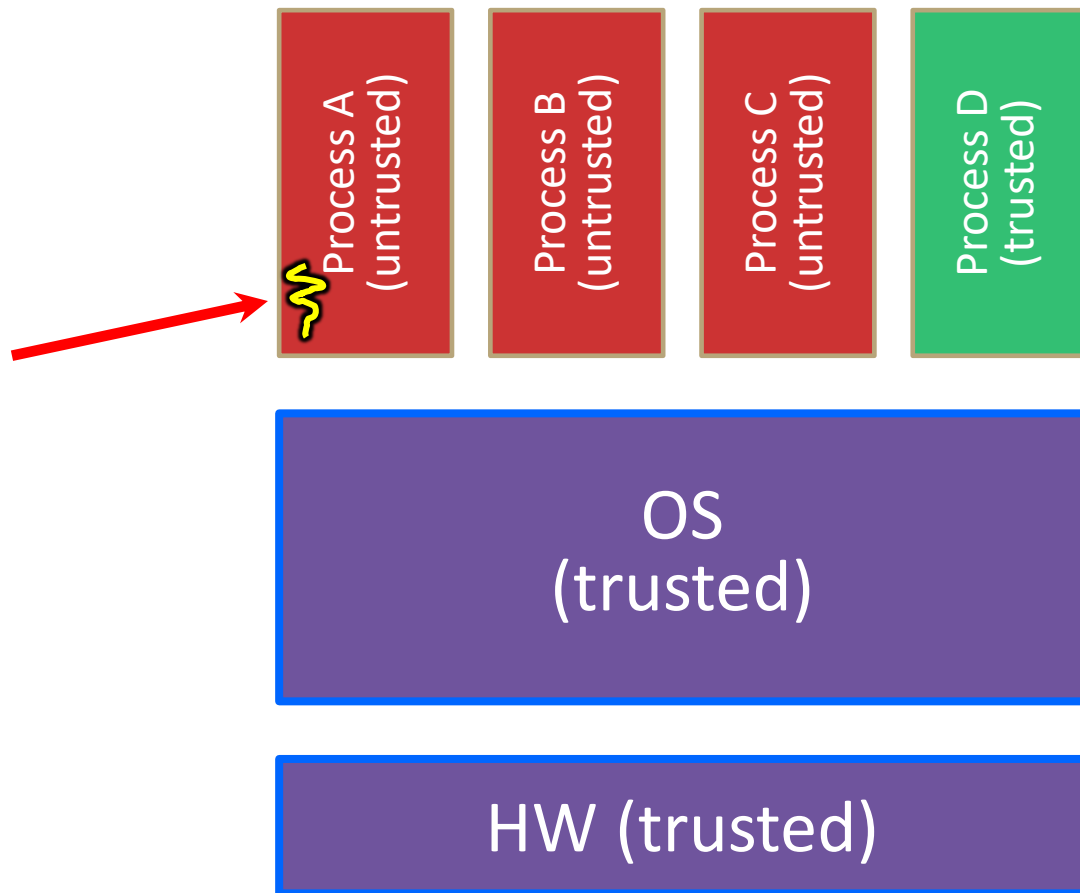 Process A
(untrusted)
Process B
(untrusted)
Process C
(untrusted)
Process D
(trusted)
OS
(trusted)
HW (trusted)